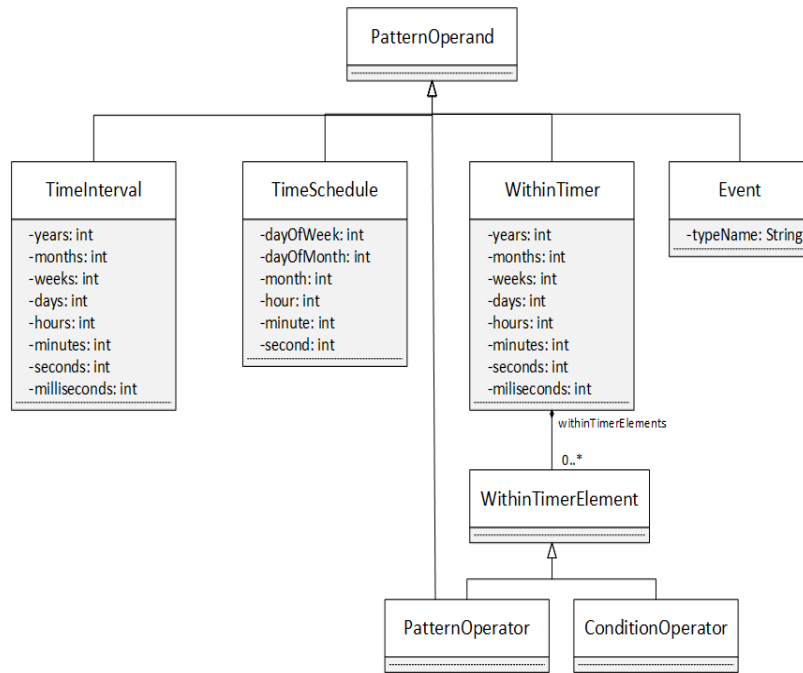 PatternOperand
TimeInterval
-years: int
-months: int
-weeks: int
-days: int
-hours: int
-minutes: int
-seconds: int
-milliseconds: int
TimeSchedule
-dayOfWeek: int
-dayOfMonth: int
-month: int
-hour: int
-minute: int
-second: int
WithinTimer
-years: int
-months: int
-weeks: int
-days: int
-hours: int
-minutes: int
-seconds: int
-miliseconds: int
Event
-typeName: String
withinTimerElements
0..*
WithinTimerElement
PatternOperator
ConditionOperator